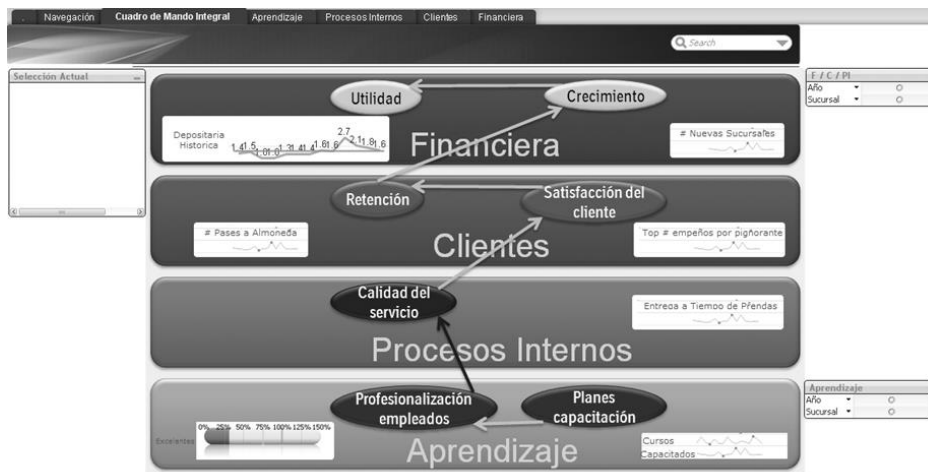 . Navegación Cuadro de Mando Integral Aprendizaje Procesos Internos Clientes Financiera
Search
Selección Actual
F / C / PI
Año
Sucursal
Utilidad
Crecimiento
Depositaria
Historica
2.7
# Nuevas Sucursales
Financiera
Retención
Satisfacción del
cliente
# Pases a Almoneda
Top # empeños por pignorante
Clientes
Calidad del
servicio
Entrega a Tiempo de Prendas
Procesos Internos
Profesionalización
empleados
Planes
capacitación
Aprendizaje
Año
Sucursal
Excelentes
0% 25% 50% 75% 100% 125% 150%
Cursos
Capacitados
Aprendizaje